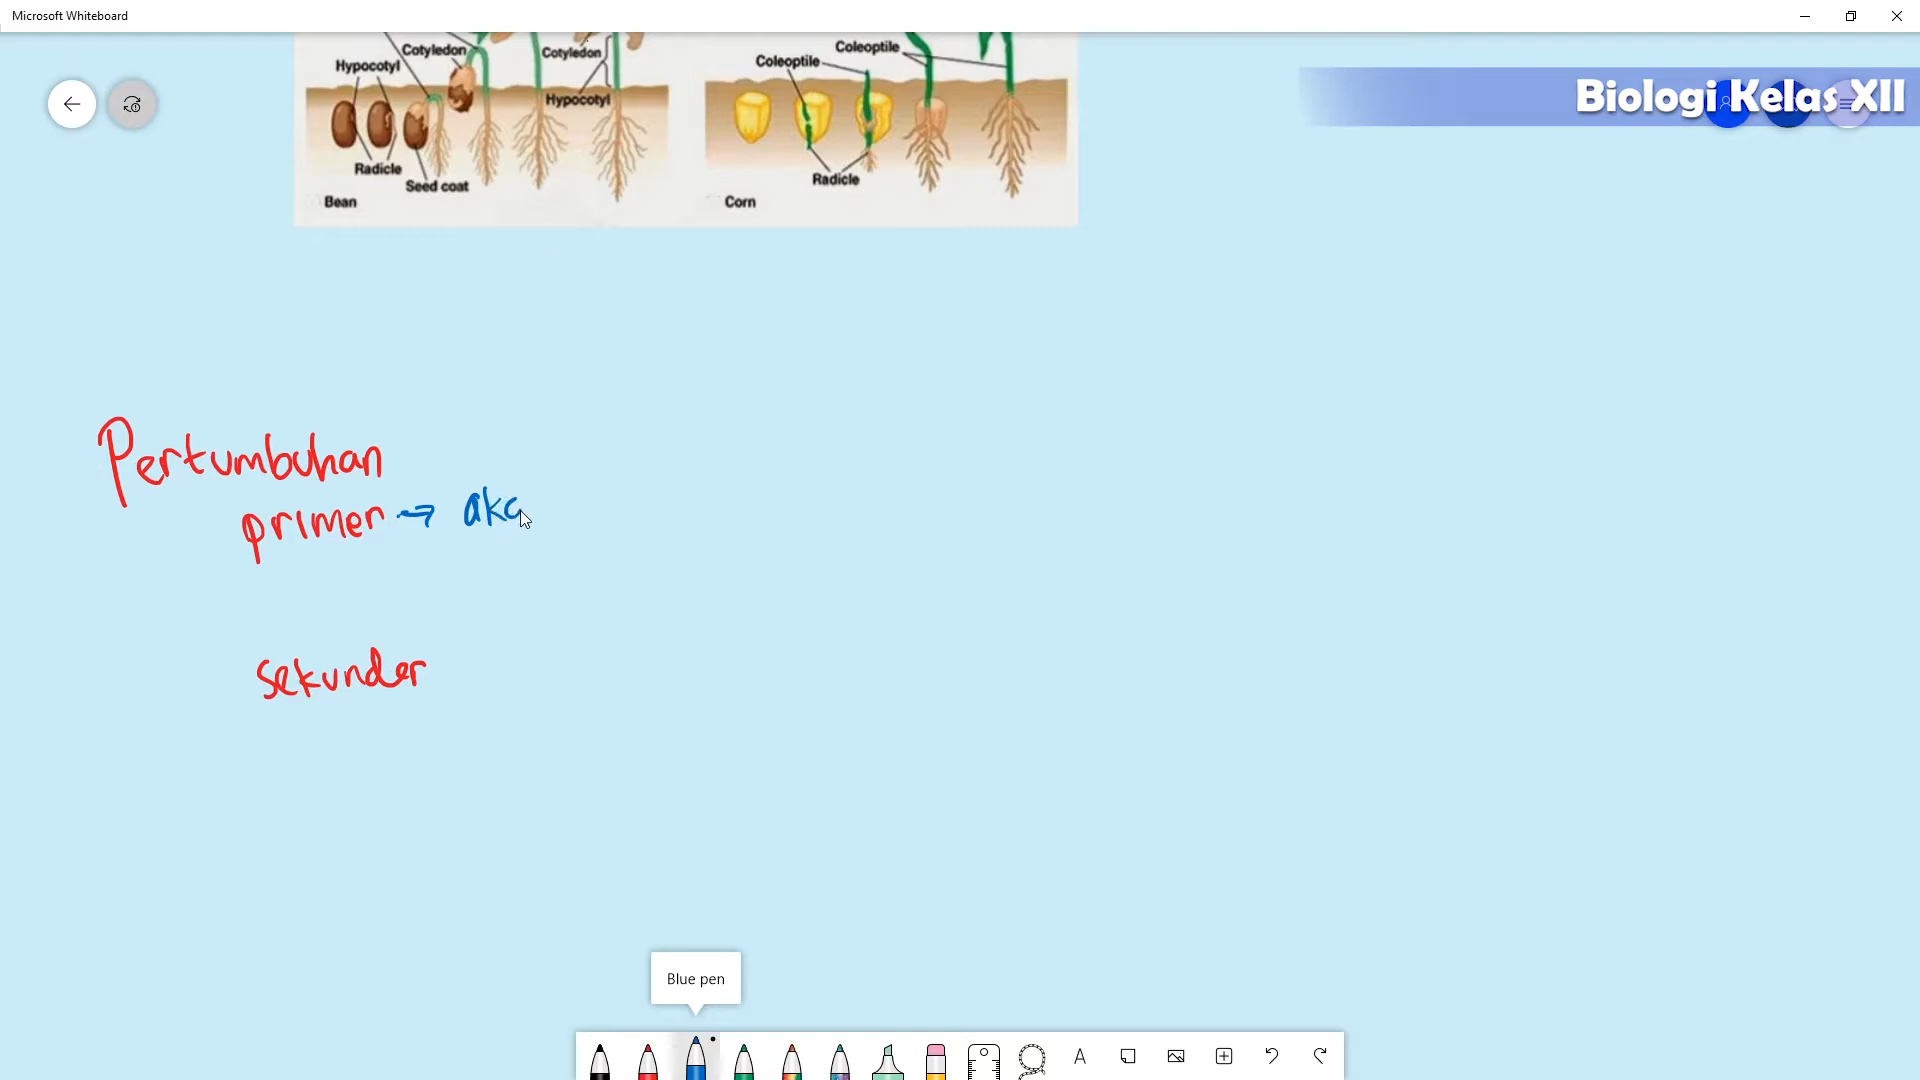 Microsoft Whiteboard
Biologi Kelas XII
Cotyledon
Hypocotyl
Radicle
Seed coat
Bean
Cotyledon
Hypocotyl
Coleoptile
Coleoptile
Radicle
Corn
Pertumbuhan
primer → aka
sekunder
Blue pen
A